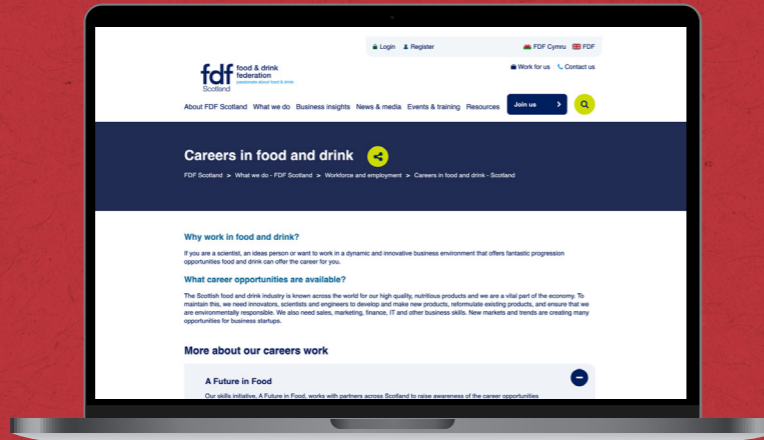 Login Register FDF Cymru FDF
fdf food & drink
federation
passionate about food & drink
Scotland
Work for us Contact us
About FDF Scotland What we do Business insights News & media Events & training Resources Join us >
Careers in food and drink
FDF Scotland > What we do - FDF Scotland > Workforce and employment > Careers in food and drink - Scotland
Why work in food and drink?
If you are a scientist, an ideas person or want to work in a dynamic and innovative business environment that offers fantastic progression
opportunities food and drink can offer the career for you.
What career opportunities are available?
The Scottish food and drink industry is known across the world for our high quality, nutritious products and we are a vital part of the economy. To
maintain this, we need innovators, scientists and engineers to develop and make new products, reformulate existing products, and ensure that we
are environmentally responsible. We also need sales, marketing, finance, IT and other business skills. New markets and trends are creating many
opportunities for business startups.
More about our careers work
A Future in Food
Our skills initiative, A Future in Food, works with partners across Scotland to raise awareness of the career opportunities